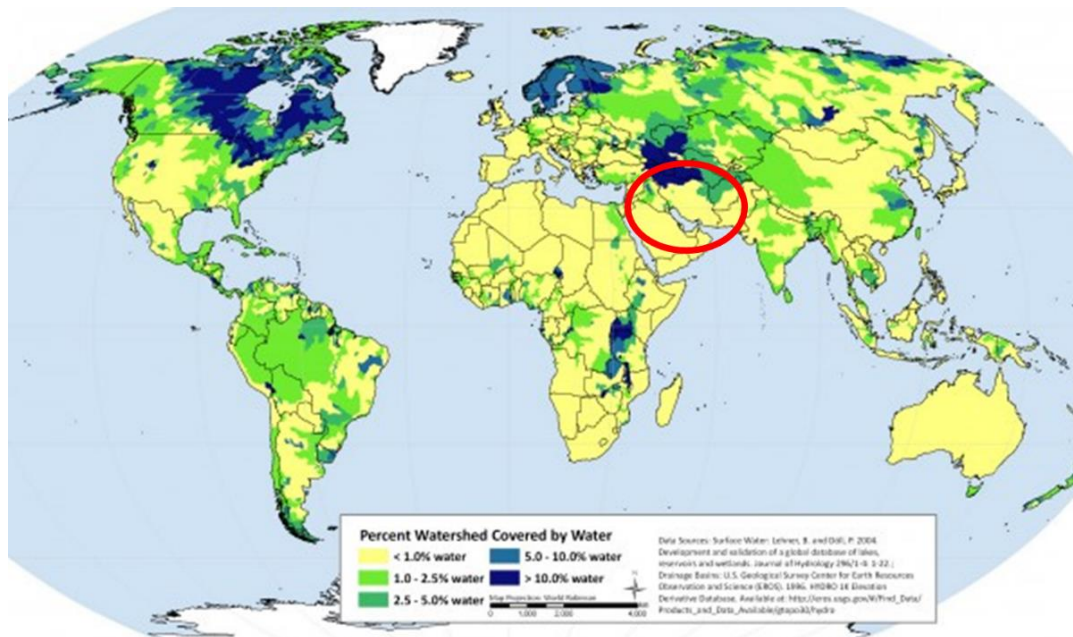 Percent Watershed Covered by Water
< 1.0% water
1.0 - 2.5% water
2.5 - 5.0% water
5.0 - 10.0% water
> 10.0% water
N
Map Projection: World Robinson
0 1,000 2,000 4,000
Data Sources: Surface Water: Lehner, B. and Döll, P. 2004.
Development and validation of a global database of lakes,
reservoirs and wetlands. Journal of Hydrology 296/1-4: 1-22.;
Drainage Basins: U.S. Geological Survey Center for Earth Resources
Observation and Science (EROS). 1996. HYDRO 1K Elevation
Derivative Database. Available at: http://eros.usgs.gov/#/Find_Data/
Products_and_Data_Available/gtopo30/hydro